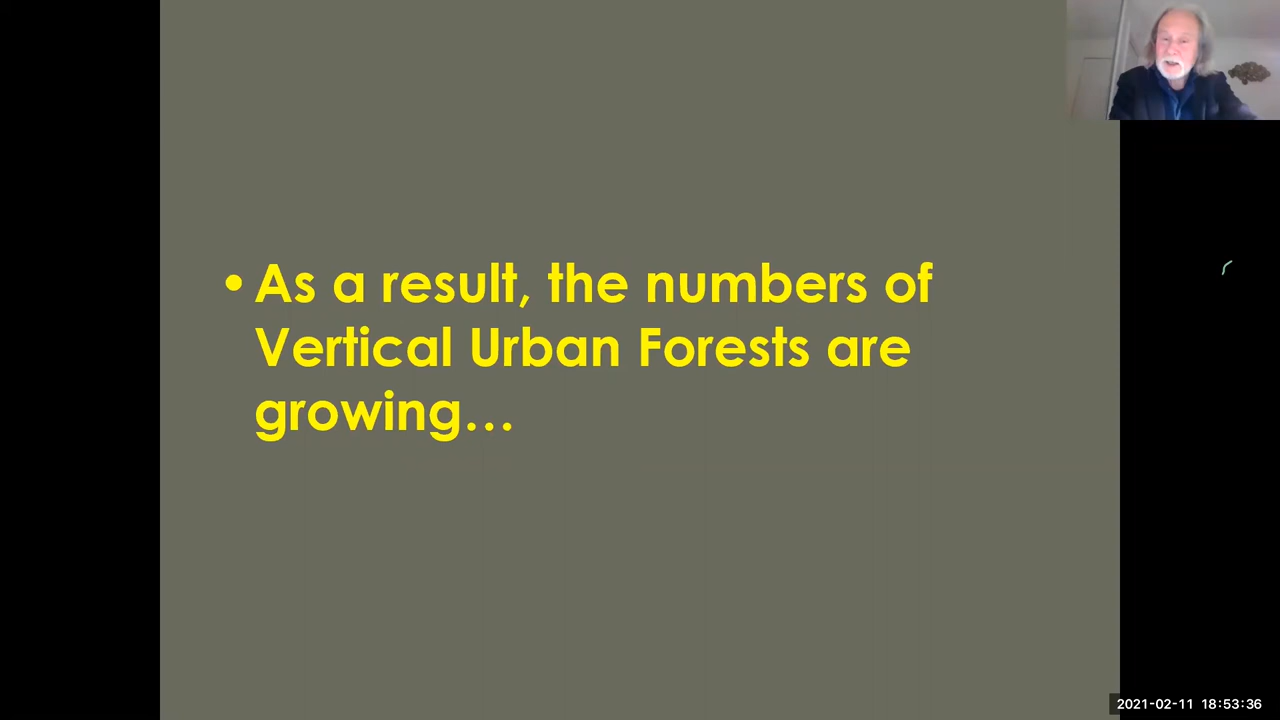 • As a result, the numbers of
Vertical Urban Forests are
growing…
2021-02-11 18:53:36